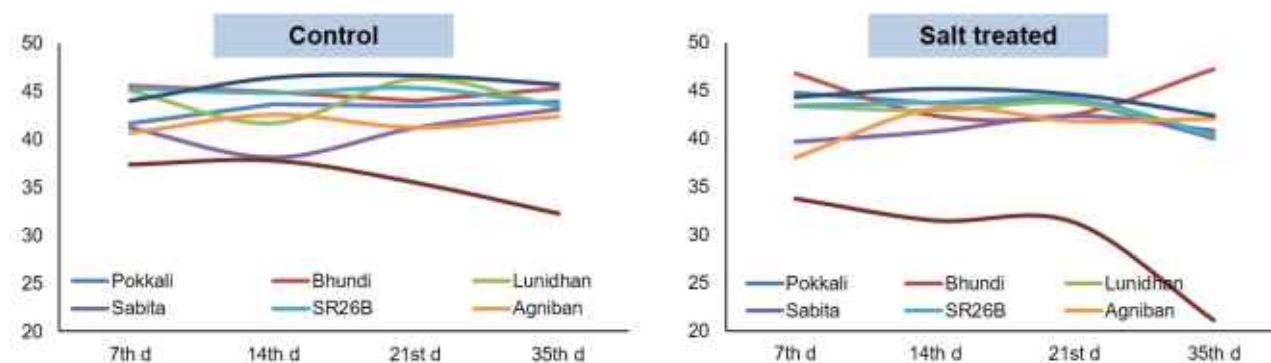 Control
50
45
40
35
30
25
20
Pokkali Bhundi Lunidhan
Sabita SR26B Agniban
7th d 14th d 21st d 35th d
Salt treated
50
45
40
35
30
25
20
Pokkali Bhundi Lunidhan
Sabita SR26B Agniban
7th d 14th d 21st d 35th d